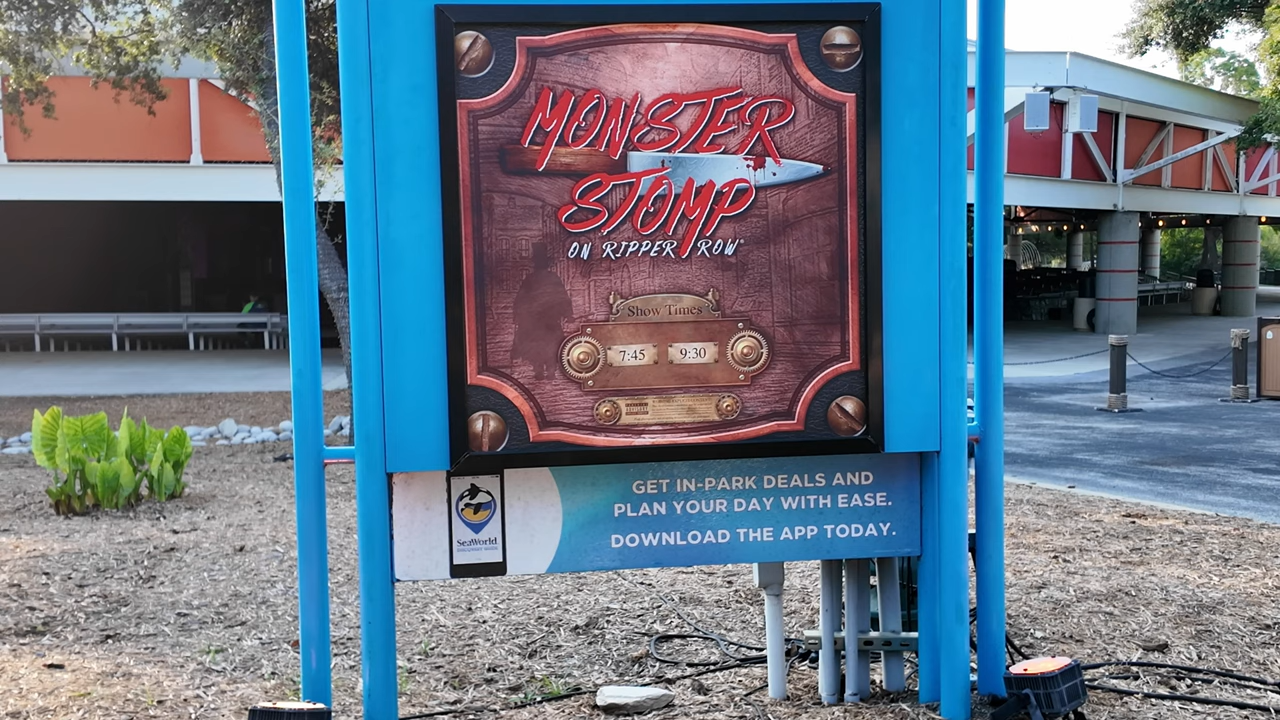 MONSTER
STOMP
ON RIPPER ROW
Show Times
7:45 9:30
GET IN-PARK DEALS AND
PLAN YOUR DAY WITH EASE.
DOWNLOAD THE APP TODAY.
SeaWorld